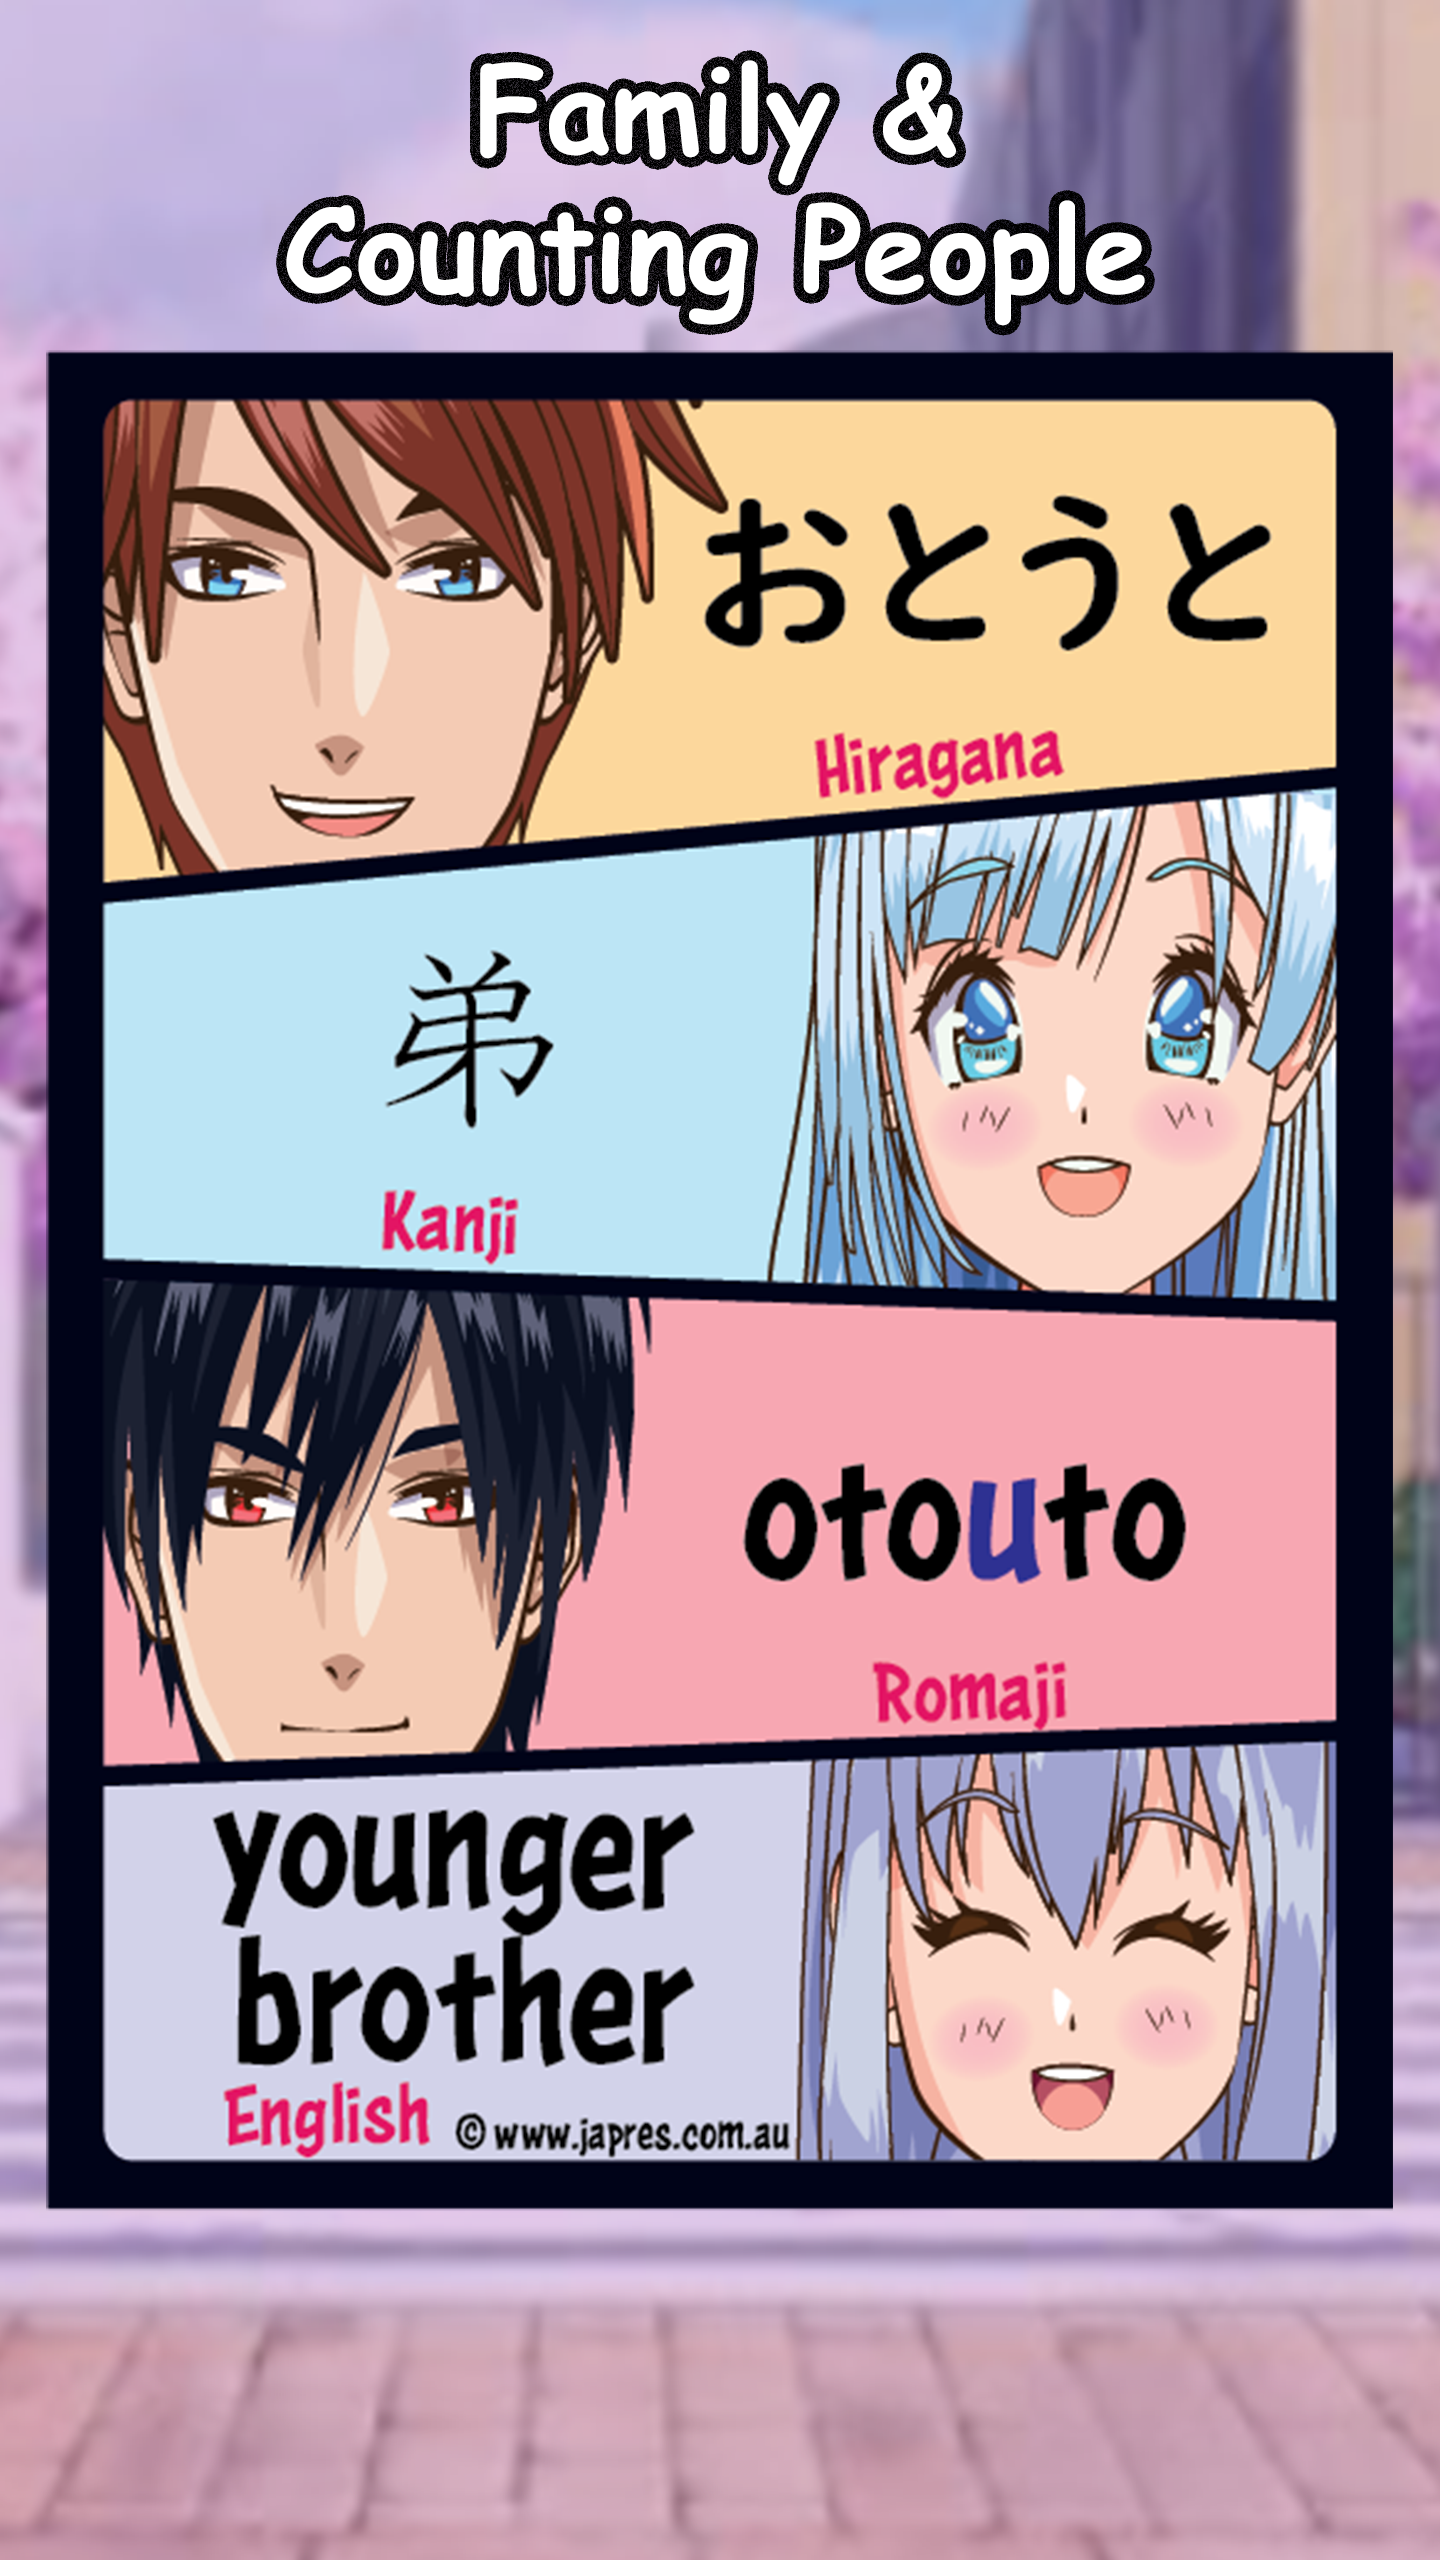 Family &
Counting People
おとうと
Hiragana
弟
Kanji
otouto
Romaji
younger
brother
English © www.japres.com.au